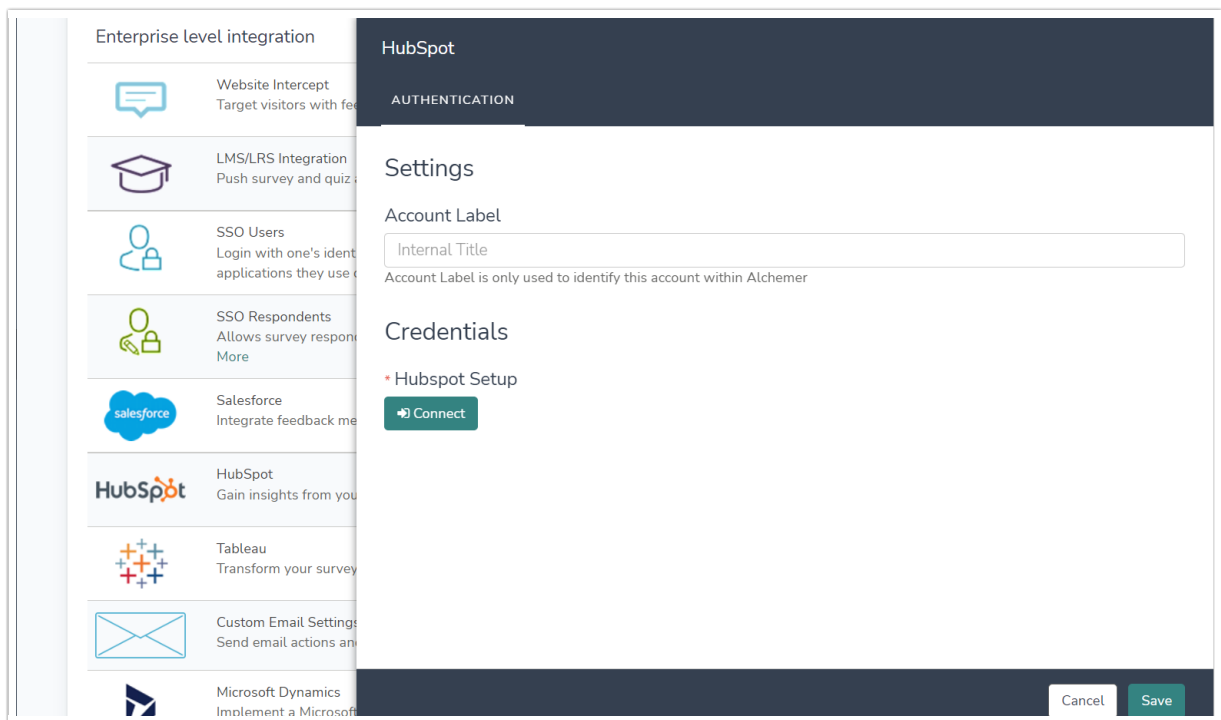 Enterprise level integration
Website Intercept
Target visitors with fee
LMS/LRS Integration
Push survey and quiz
SSO Users
Login with one's ident
applications they use
SSO Respondents
Allows survey respon
More
salesforce
Salesforce
Integrate feedback me
HubSpot
HubSpot
Gain insights from you
Tableau
Transform your survey
Custom Email Settings
Send email actions an
Microsoft Dynamics
Implement a Microsoft
HubSpot
AUTHENTICATION
Settings
Account Label
Internal Title
Account Label is only used to identify this account within Alchemer
Credentials
* Hubspot Setup
Connect
Cancel
Save